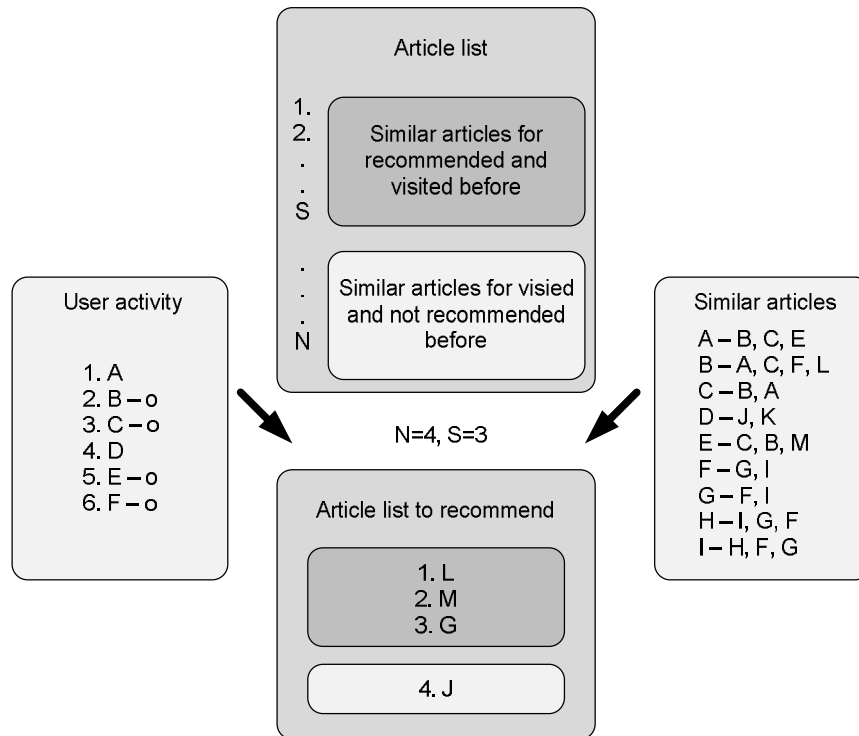 Article list
1.
2.
.
.
S
.
.
.
N
Similar articles for
recommended and
visited before
Similar articles for visied
and not recommended
before
User activity
1. A
2. B – o
3. C – o
4. D
5. E – o
6. F – o
Similar articles
A – B, C, E
B – A, C, F, L
C – B, A
D – J, K
E – C, B, M
F – G, I
G – F, I
H – I, G, F
I – H, F, G
N=4, S=3
Article list to recommend
1. L
2. M
3. G
4. J